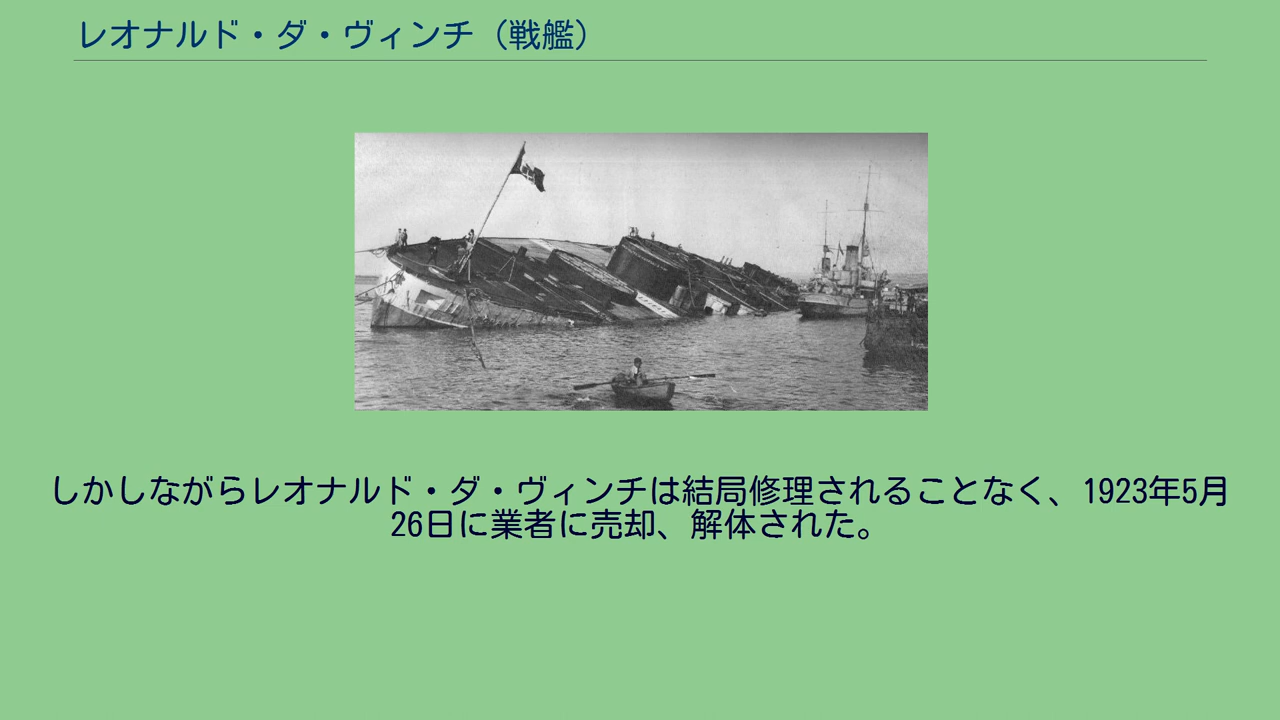 レオナルド・ダ・ヴィンチ（戦艦）
しかしながらレオナルド・ダ・ヴィンチは結局修理されることなく、1923年5月
26日に業者に売却、解体された。